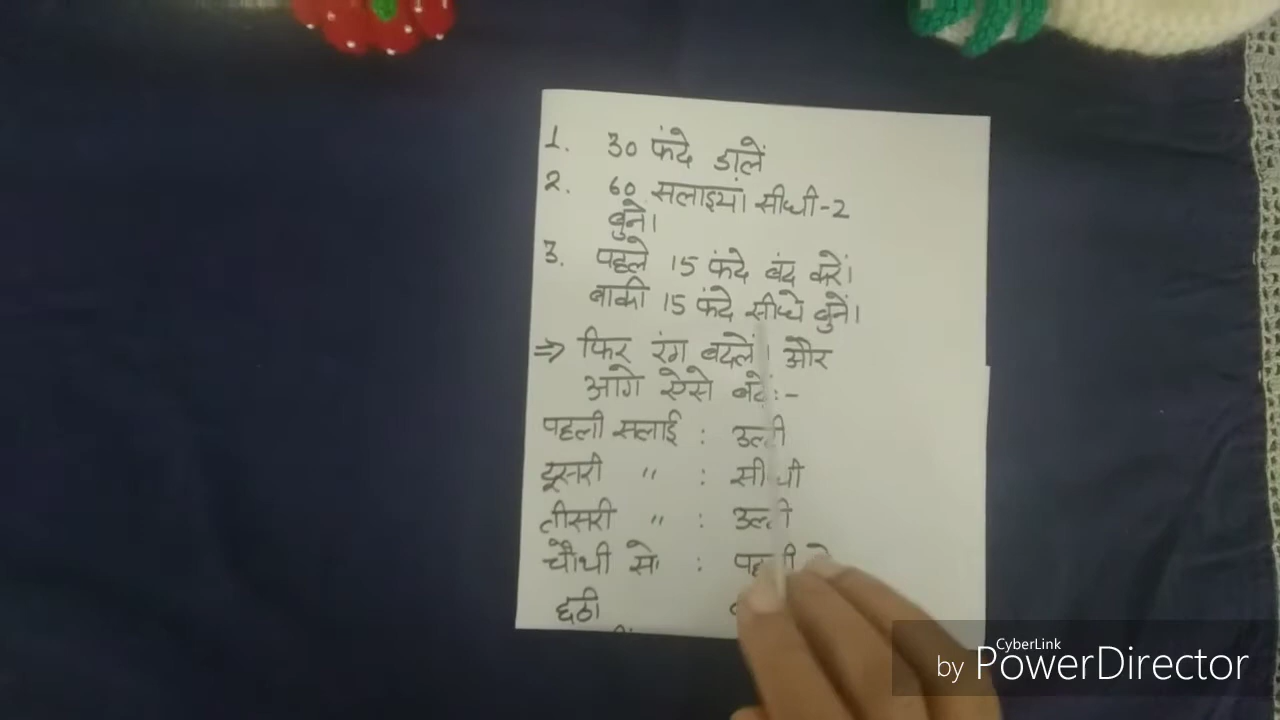 1. 30 फंदे डालें
2. 60 सलाइयां सीधी-2
बुनें।
3. पहले 15 फंदे बंद करें।
बाकी 15 फंदे सीधे बुनें।
⇒ फिर रंग बदलें। और
आगे ऐसे
पहली सलाई : उल्टी
दूसरी " : सीधी
तीसरी " : उल्टी
चौथी से :
छठी
CyberLink
by PowerDirector